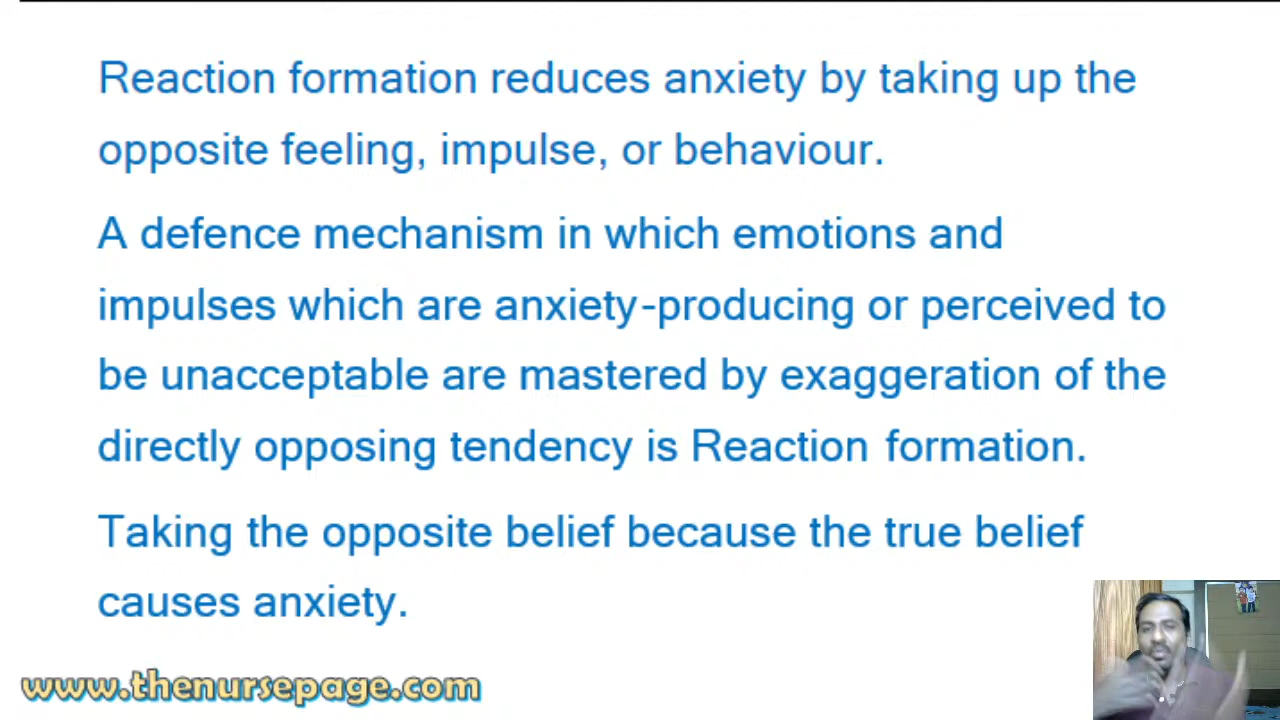 Reaction formation reduces anxiety by taking up the
opposite feeling, impulse, or behaviour.
A defence mechanism in which emotions and
impulses which are anxiety-producing or perceived to
be unacceptable are mastered by exaggeration of the
directly opposing tendency is Reaction formation.
Taking the opposite belief because the true belief
causes anxiety.
www.thenursepage.com